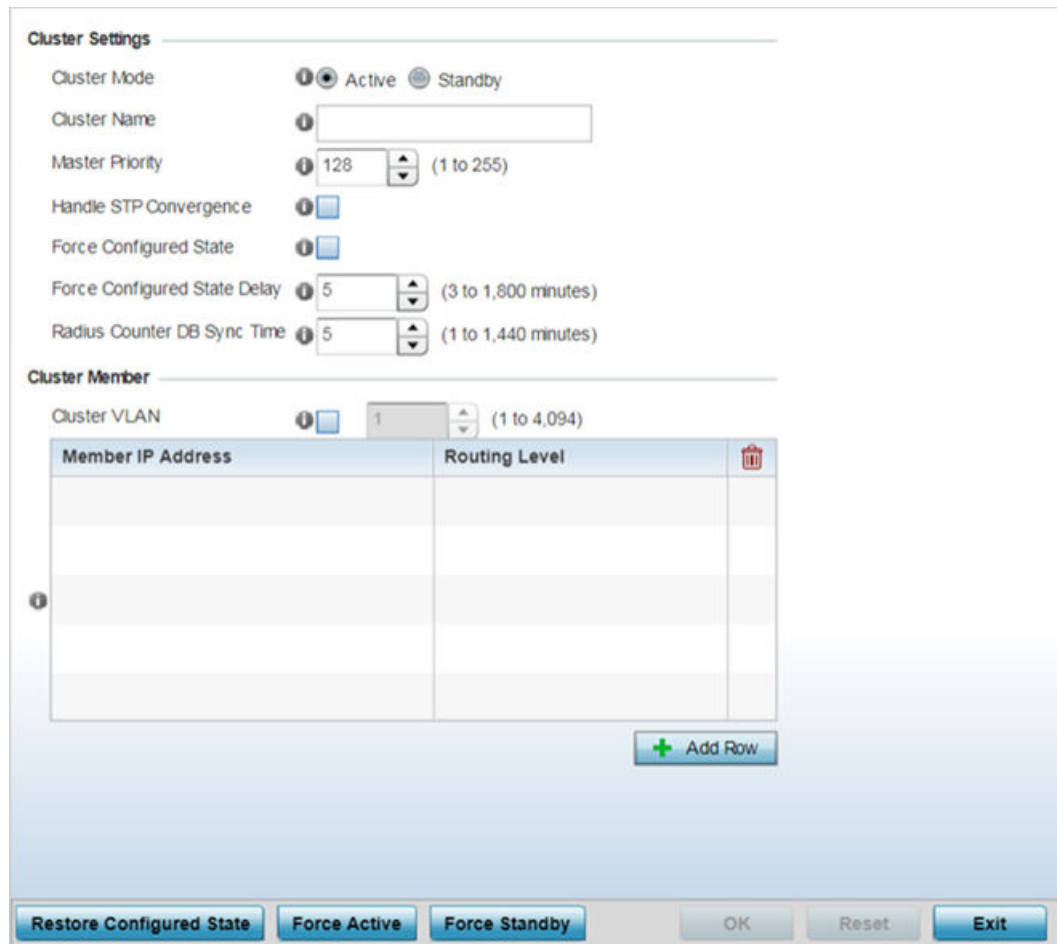 Cluster Settings
Cluster Mode Active Standby
Cluster Name
Master Priority 128 (1 to 255)
Handle STP Convergence
Force Configured State
Force Configured State Delay 5 (3 to 1,800 minutes)
Radius Counter DB Sync Time 5 (1 to 1,440 minutes)
Cluster Member
Cluster VLAN 1 (1 to 4,094)
Member IP Address Routing Level
Add Row
Restore Configured State Force Active Force Standby OK Reset Exit